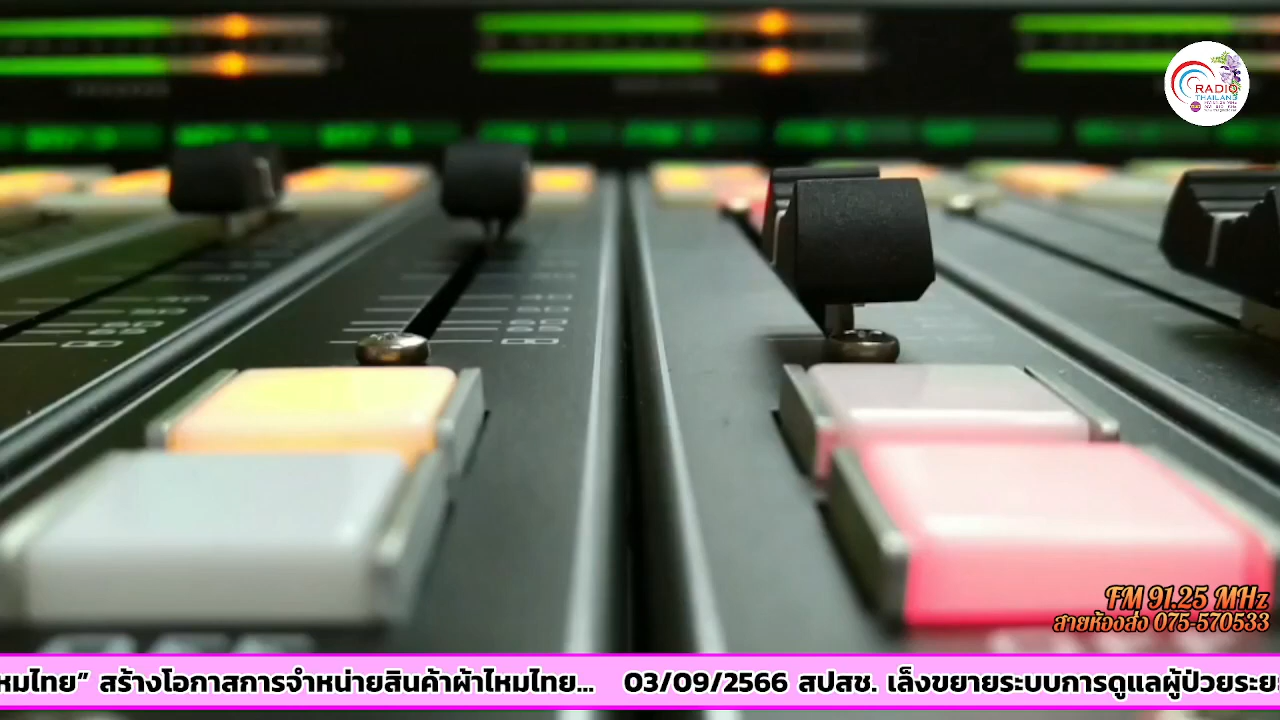 RADIO
THAILAND
FM 91.25 MHz
สายห้องส่ง 075-570533
หมไทย” สร้างโอกาสการจำหน่ายสินค้าผ้าไหมไทย... 03/09/2566 สปสช. เล็งขยายระบบการดูแลผู้ป่วยระย